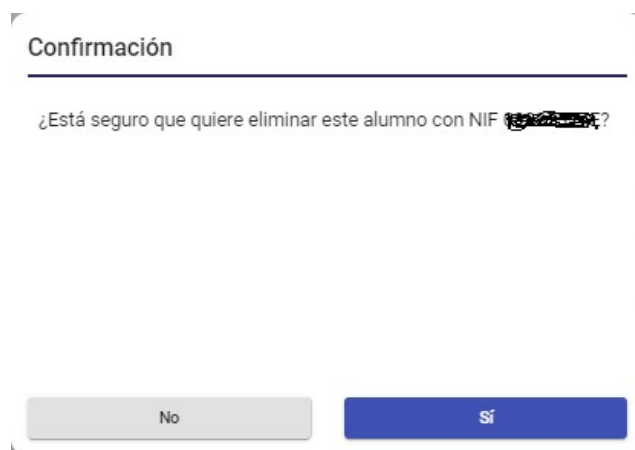 Confirmación
¿Está seguro que quiere eliminar este alumno con NIF ?
No
Sí